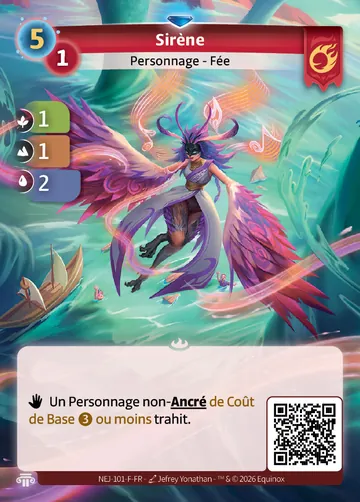 5
1
Sirène
Personnage - Fée
1
1
2
Un Personnage non-Ancré de Coût
de Base 3 ou moins trahit.
NEJ-101-F-FR - Jefrey Yonathan - ™ & © 2026 Equinox